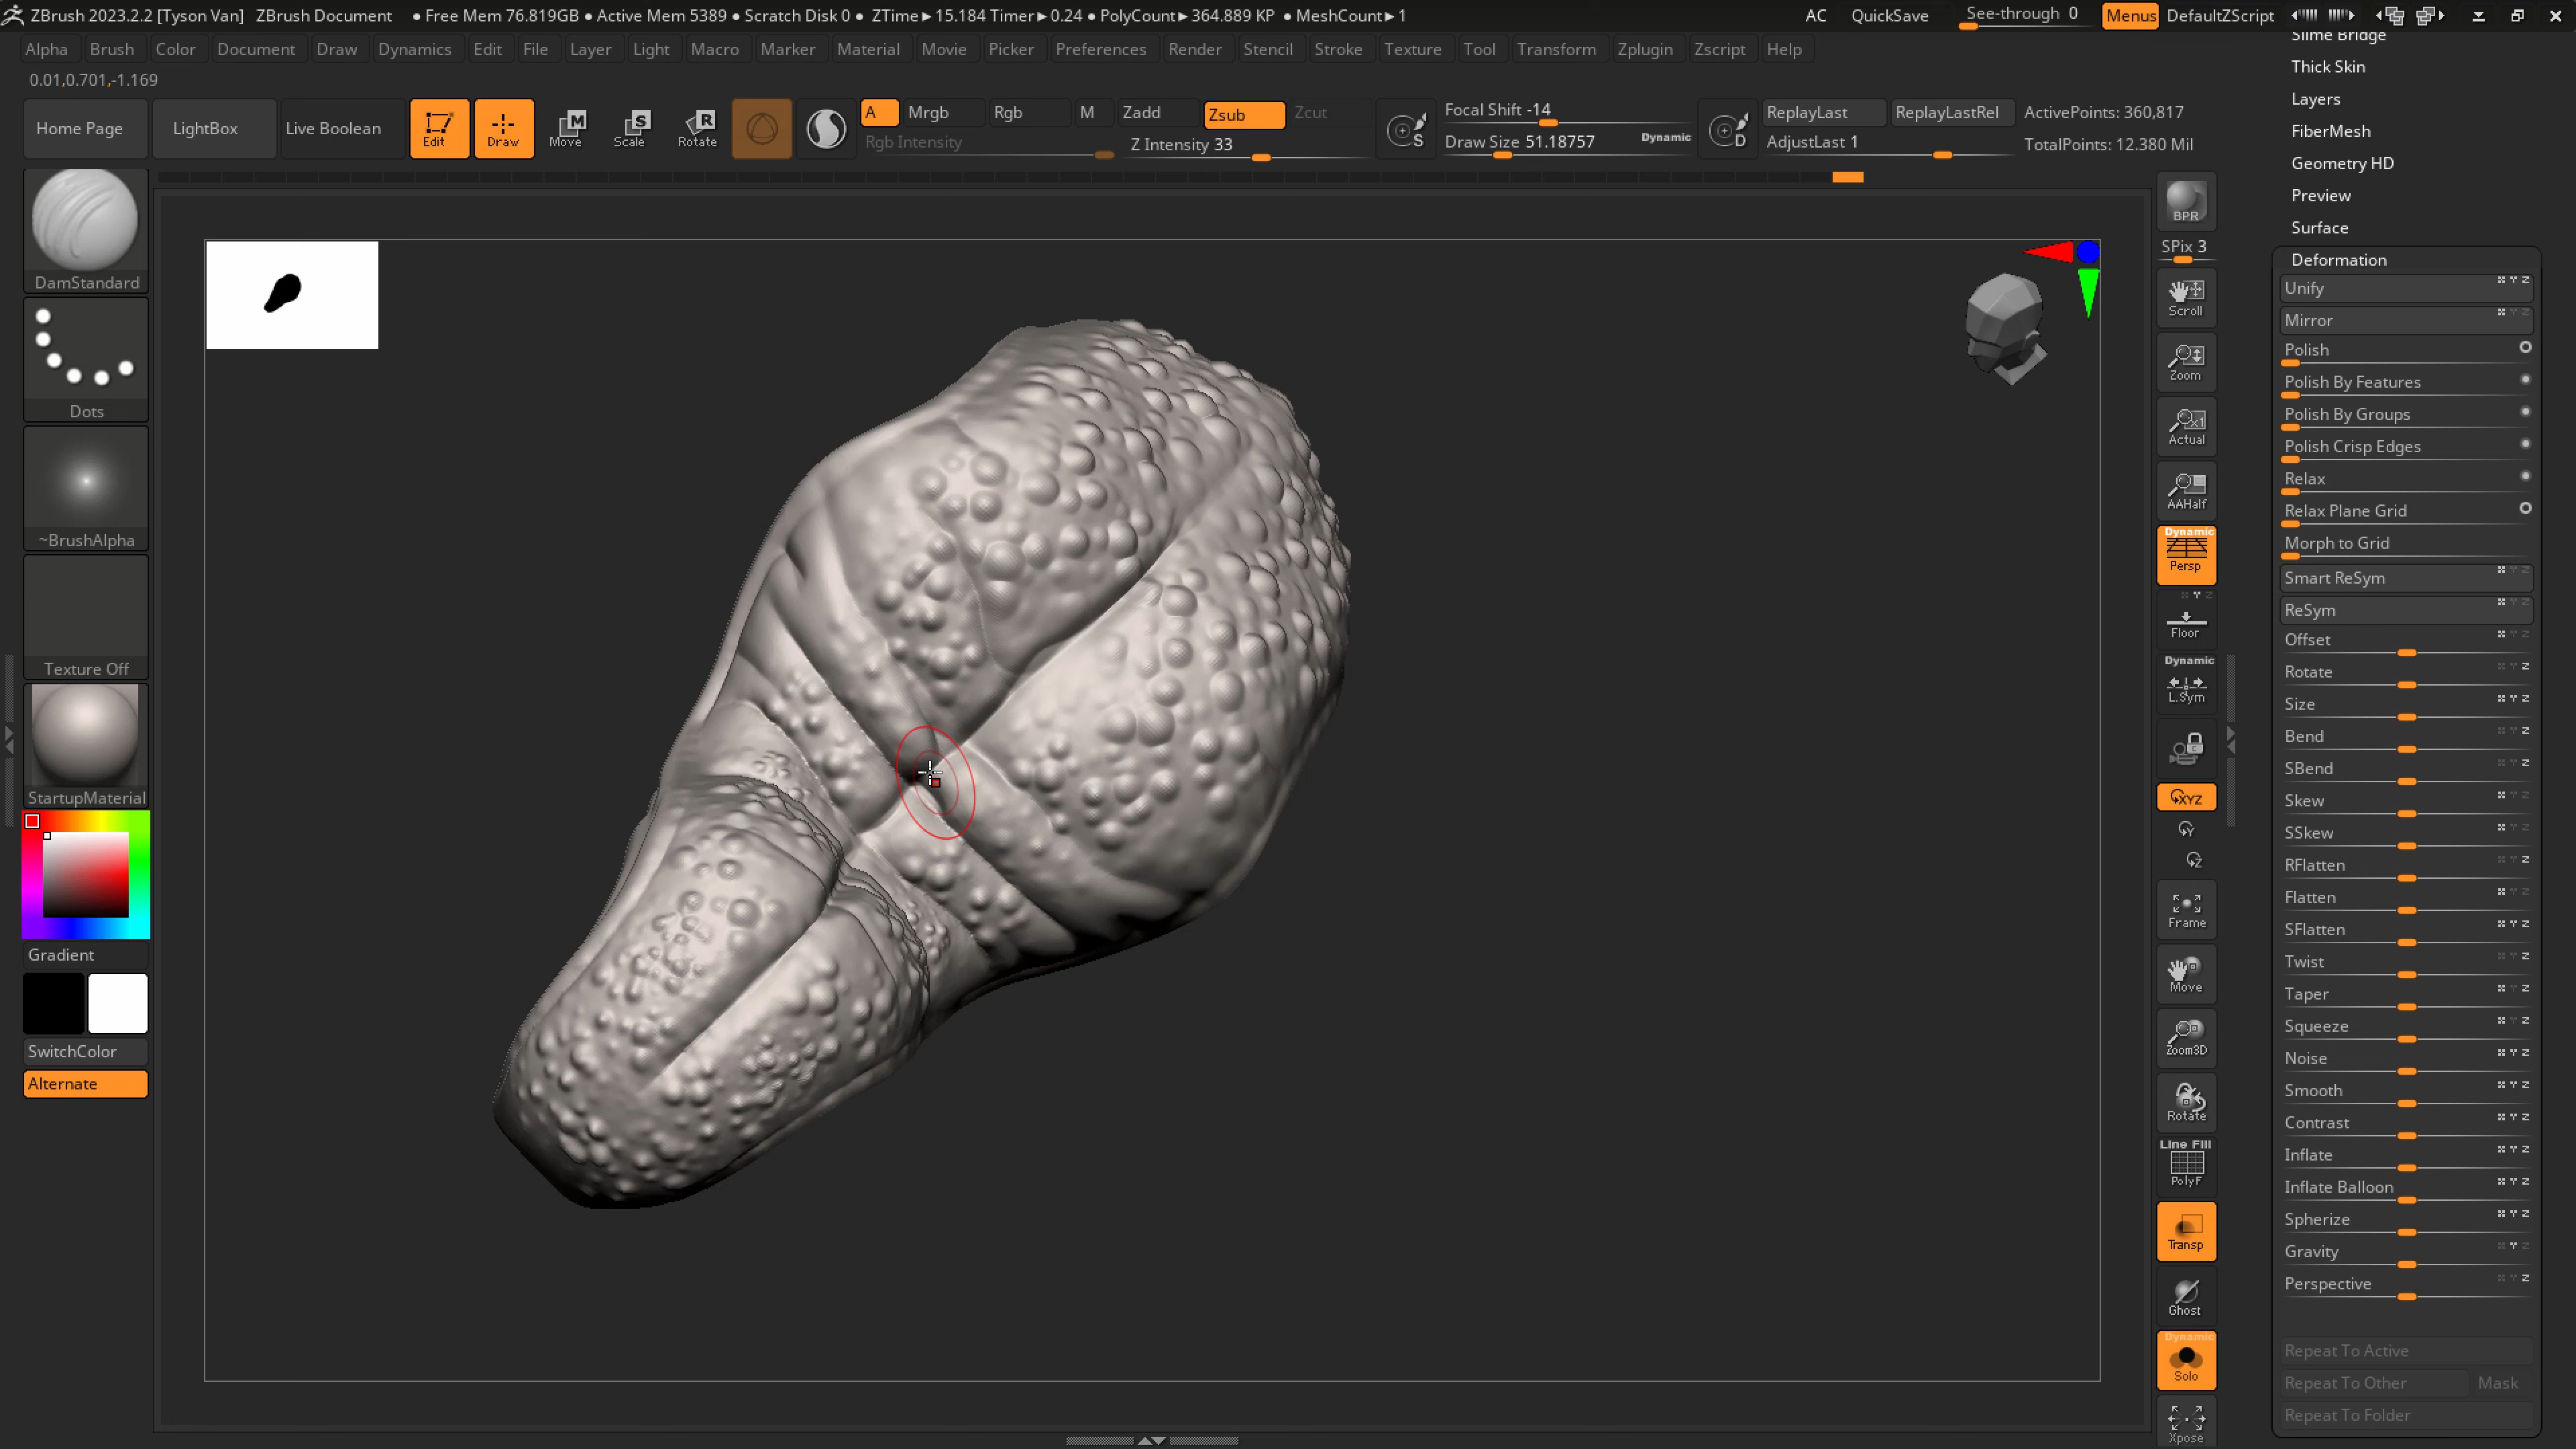 ZBrush 2023.2.2 [Tyson Van] ZBrush Document • Free Mem 76.819GB • Active Mem 5389 • Scratch Disk 0 • ZTime►15.184 Timer►0.24 • PolyCount►364.889 KP • MeshCount►1 AC QuickSave See-through 0 Menus DefaultZScript
Alpha Brush Color Document Draw Dynamics Edit File Layer Light Macro Marker Material Movie Picker Preferences Render Stencil Stroke Texture Tool Transform Zplugin Zscript Help
0.01,0.701,-1.169
Home Page LightBox Live Boolean Edit Draw Move Scale Rotate
M S R
A Mrgb Rgb M Zadd Zsub Zcut
Rgb Intensity Z Intensity 33
S Focal Shift -14
Draw Size 51.18757 Dynamic
D ReplayLast ReplayLastRel ActivePoints: 360,817
AdjustLast 1 TotalPoints: 12.380 Mil
DamStandard
Dots
~BrushAlpha
Texture Off
StartupMaterial
Gradient
SwitchColor
Alternate
BPR
SPix 3
Scroll
Zoom
x1
Actual
AAHalf
Dynamic
Persp
Floor
Dynamic
L.Sym
XYZ
Y
Z
Frame
Move
Zoom3D
Rotate
Line Fill
PolyF
Transp
Ghost
Dynamic
Solo
Xpose
Slime Bridge
Thick Skin
Layers
FiberMesh
Geometry HD
Preview
Surface
Deformation
Unify
Mirror
Polish
Polish By Features
Polish By Groups
Polish Crisp Edges
Relax
Relax Plane Grid
Morph to Grid
Smart ReSym
ReSym
Offset
Rotate
Size
Bend
SBend
Skew
SSkew
RFlatten
Flatten
SFlatten
Twist
Taper
Squeeze
Noise
Smooth
Contrast
Inflate
Inflate Balloon
Spherize
Gravity
Perspective
Repeat To Active
Repeat To Other Mask
Repeat To Folder